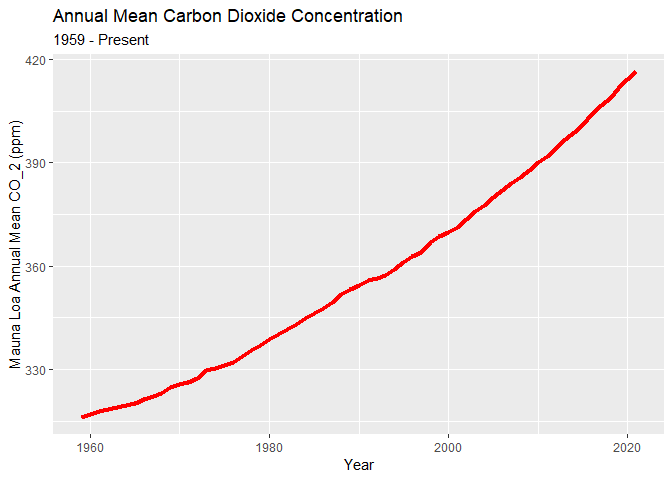 Annual Mean Carbon Dioxide Concentration
1959 - Present
Mauna Loa Annual Mean CO_2 (ppm)
420
390
360
330
1960
1980
2000
2020
Year